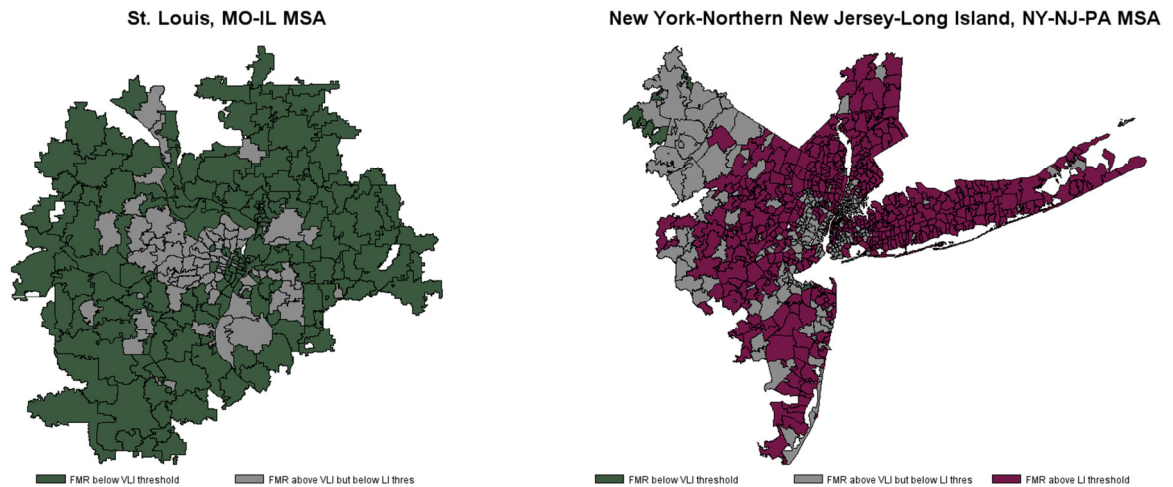 St. Louis, MO-IL MSA
New York-Northern New Jersey-Long Island, NY-NJ-PA MSA
FMR below VLI threshold
FMR above VLI but below LI thres
FMR below VLI threshold
FMR above VLI but below LI thres
FMR above LI threshold